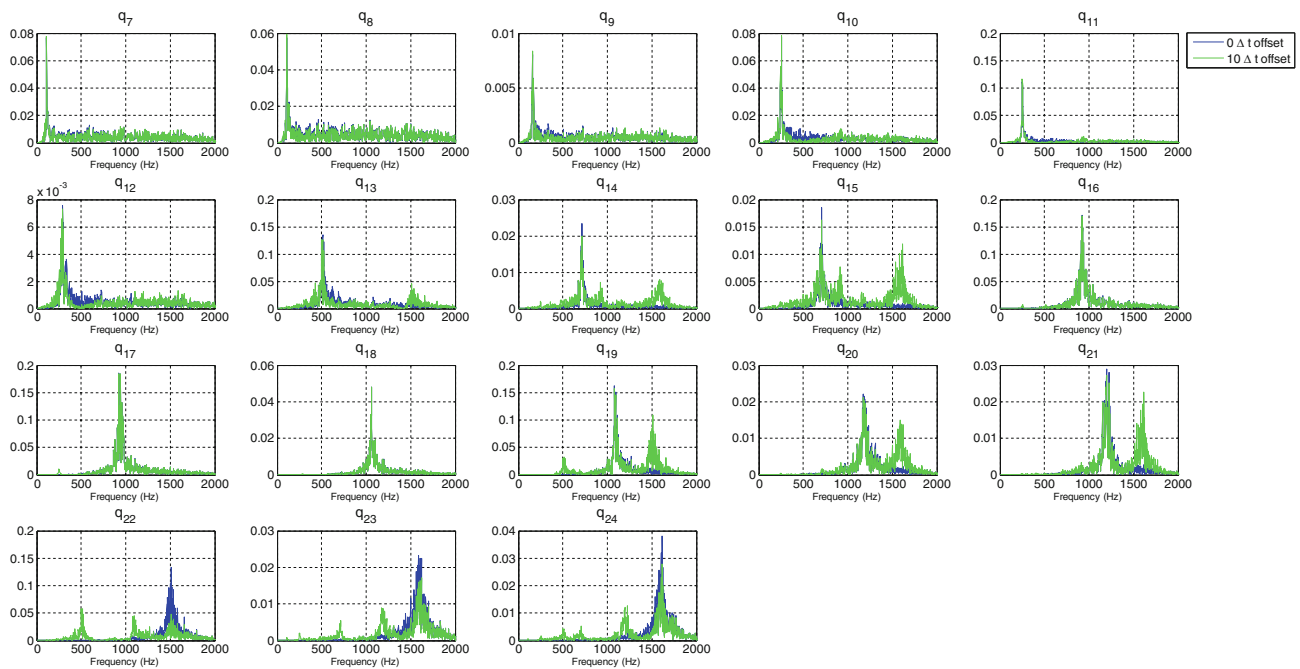 q7 q8 q9 q10 q11
0.08 0.06 0.01 0.08 0.2
0 Δ t offset
10 Δ t offset
0.06 0.15
0.04 0.04 0.005 0.04 0.1
0.02 0.02 0.02 0.05
0 0 0 0 0
0 500 1000 1500 2000 0 500 1000 1500 2000 0 500 1000 1500 2000 0 500 1000 1500 2000 0 500 1000 1500 2000
Frequency (Hz) Frequency (Hz) Frequency (Hz) Frequency (Hz) Frequency (Hz)
q12 q13 q14 q15 q16
8 x 10-3 0.2 0.03 0.02 0.2
6 0.15 0.02 0.015 0.15
4 0.1 0.01 0.1
2 0.05 0.01 0.005 0.05
0 0 0 0 0
0 500 1000 1500 2000 0 500 1000 1500 2000 0 500 1000 1500 2000 0 500 1000 1500 2000 0 500 1000 1500 2000
Frequency (Hz) Frequency (Hz) Frequency (Hz) Frequency (Hz) Frequency (Hz)
q17 q18 q19 q20 q21
0.2 0.06 0.2 0.03 0.03
0.15 0.04 0.15 0.02 0.02
0.1 0.1
0.05 0.02 0.05 0.01 0.01
0 0 0 0 0
0 500 1000 1500 2000 0 500 1000 1500 2000 0 500 1000 1500 2000 0 500 1000 1500 2000 0 500 1000 1500 2000
Frequency (Hz) Frequency (Hz) Frequency (Hz) Frequency (Hz) Frequency (Hz)
q22 q23 q24
0.2 0.03 0.04
0.15 0.02 0.03
0.1 0.02
0.05 0.01 0.01
0 0 0
0 500 1000 1500 2000 0 500 1000 1500 2000 0 500 1000 1500 2000
Frequency (Hz) Frequency (Hz) Frequency (Hz)